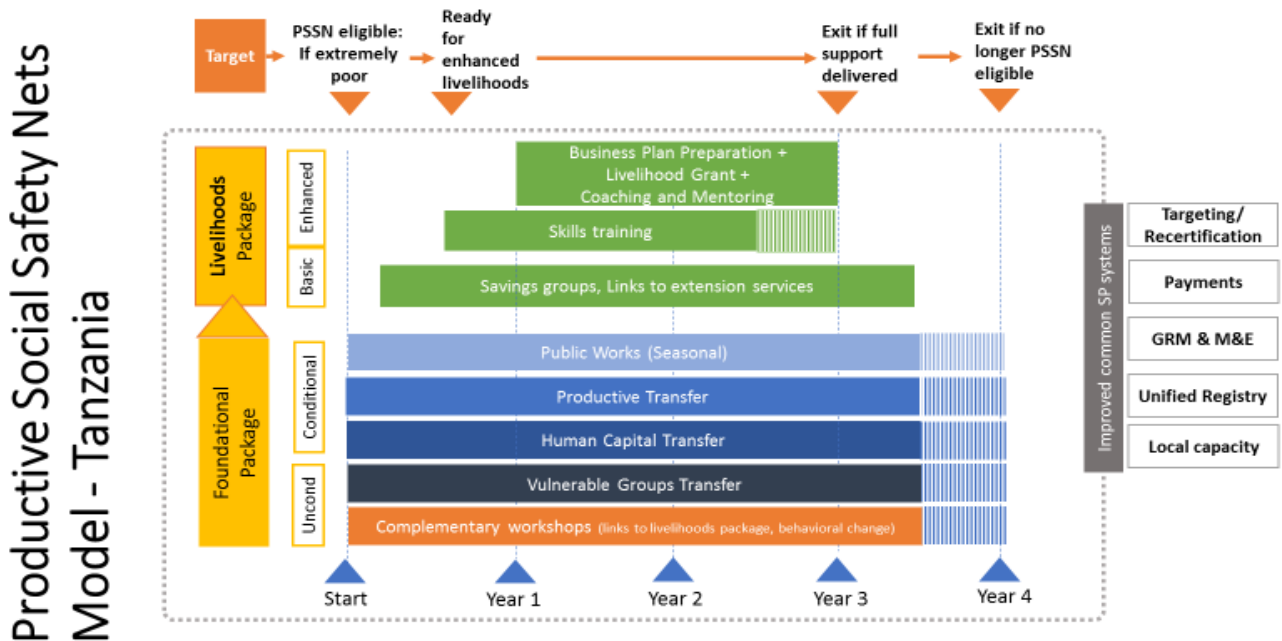 Productive Social Safety Nets
Model - Tanzania
Target
PSSN eligible:
If extremely
poor
Ready
for
enhanced
livelihoods
Exit if full
support
delivered
Exit if no
longer PSSN
eligible
Livelihoods
Package
Enhanced
Basic
Business Plan Preparation +
Livelihood Grant +
Coaching and Mentoring
Skills training
Savings groups, Links to extension services
Foundational
Package
Conditional
Uncond
Public Works (Seasonal)
Productive Transfer
Human Capital Transfer
Vulnerable Groups Transfer
Complementary workshops (links to livelihoods package, behavioral change)
Start
Year 1
Year 2
Year 3
Year 4
Improved common SP systems
Targeting/
Recertification
Payments
GRM & M&E
Unified Registry
Local capacity